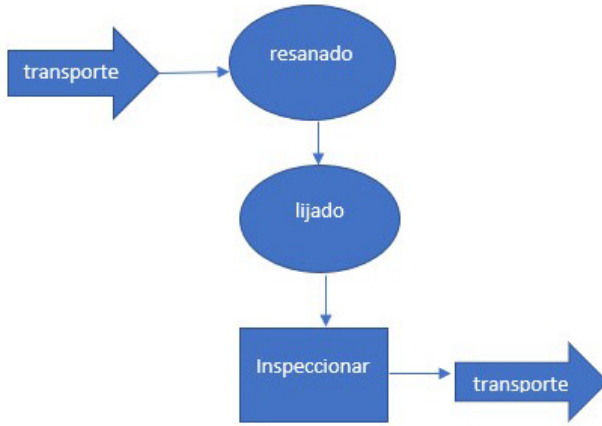 transporte
resanado
lijado
Inspeccionar
transporte